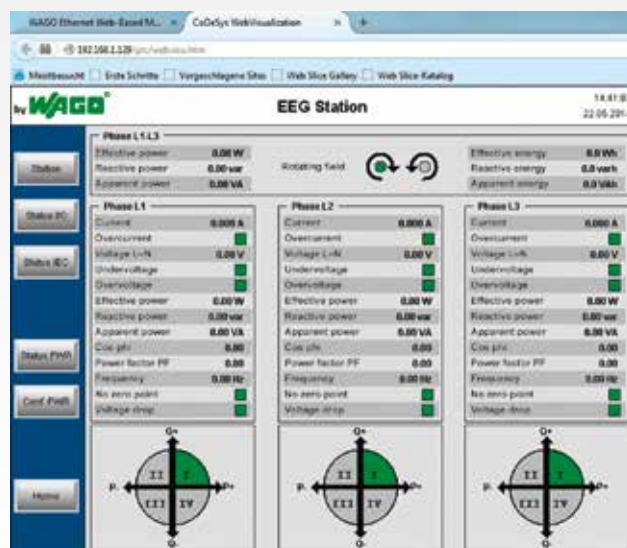 WAGO Ethernet Web-Based M...
CoDeSys WebVisualization
192.168.1.129/plc/webvisu.htm
Meistbesucht Erste Schritte Vorgeschlagene Sites Web Slice Gallery Web Slice-Katalog
by WAGO
EEG Station
Station
Status I/O
Status IEC
Status PWR
Conf. PWR
Home
Phase L1-L3
Effective power 0.00 W
Reactive power 0.00 var
Apparent power 0.00 VA
Rotating field
Effective energy 0.0 Wh
Reactive energy 0.0 varh
Apparent energy 0.0 VAh
Phase L1
Current 0.000 A
Overcurrent
Voltage L-N 0.00 V
Undervoltage
Overvoltage
Effective power 0.00 W
Reactive power 0.00 var
Apparent power 0.00 VA
Cos phi 0.00
Power factor PF 0.00
Frequency 0.00 Hz
No zero point
Voltage drop
Phase L2
Current 0.000 A
Overcurrent
Voltage L-N 0.00 V
Undervoltage
Overvoltage
Effective power 0.00 W
Reactive power 0.00 var
Apparent power 0.00 VA
Cos phi 0.00
Power factor PF 0.00
Frequency 0.00 Hz
No zero point
Voltage drop
Phase L3
Current 0.000 A
Overcurrent
Voltage L-N 0.00 V
Undervoltage
Overvoltage
Effective power 0.00 W
Reactive power 0.00 var
Apparent power 0.00 VA
Cos phi 0.00
Power factor PF 0.00
Frequency 0.00 Hz
No zero point
Voltage drop
Q+
II I
P- P+
III IV
Q-
Q+
II I
P- P+
III IV
Q-
Q+
II I
P- P+
III IV
Q-